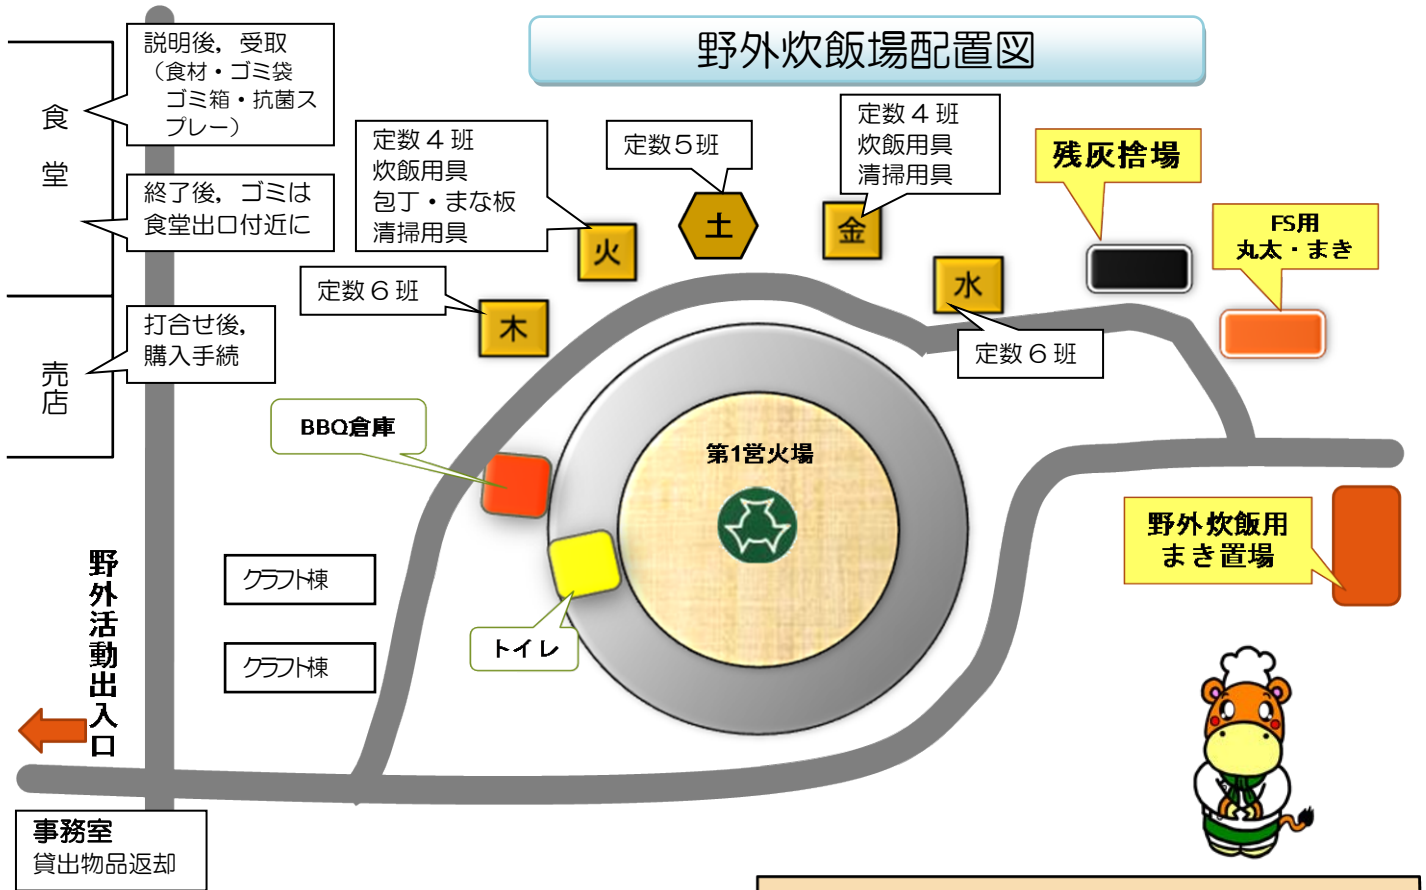 野外炊飯場配置図
説明後，受取
（食材・ゴミ袋
ゴミ箱・抗菌ス
プレー）
食
堂
終了後，ゴミは
食堂出口付近に
打合せ後，
購入手続
売
店
定数４班
炊飯用具
包丁・まな板
清掃用具
定数５班
定数４班
炊飯用具
清掃用具
残灰捨場
FS用
丸太・まき
火
土
金
水
木
定数６班
定数６班
BBQ倉庫
第1営火場
トイレ
クラフト棟
クラフト棟
野外炊飯用
まき置場
野外活動出入口
事務室
貸出物品返却